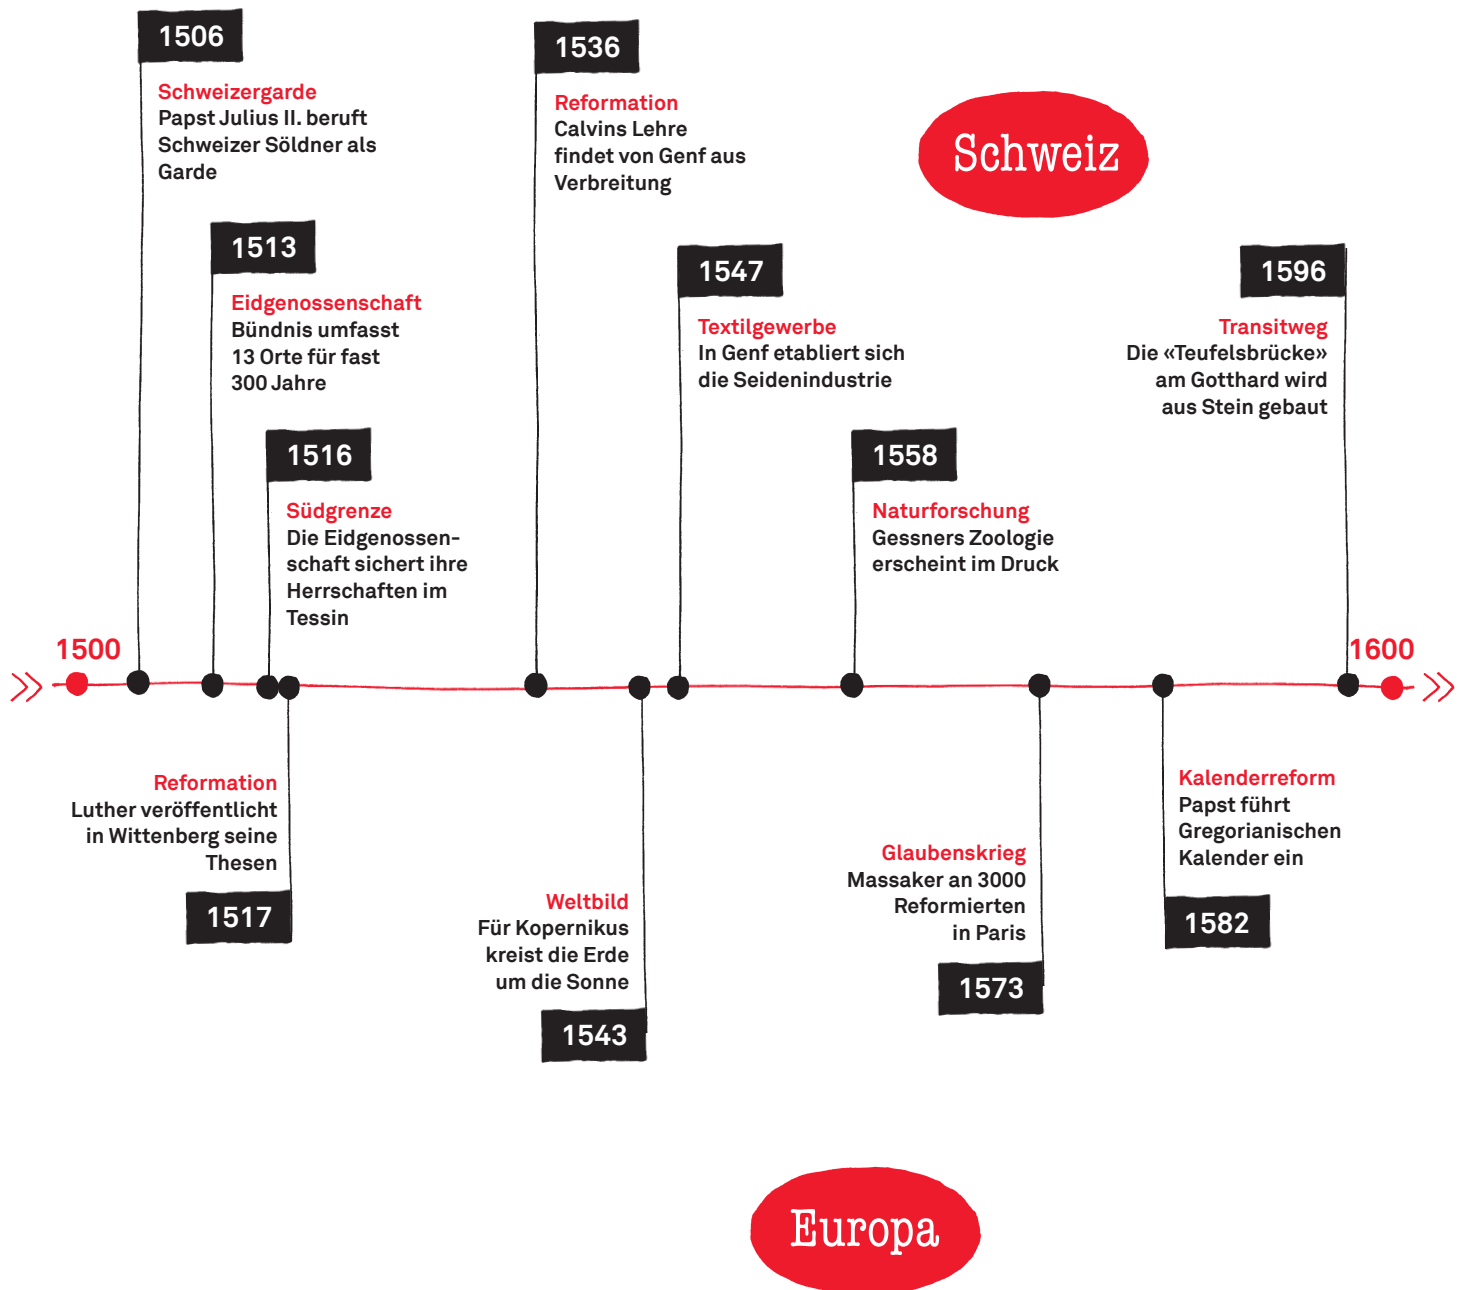 1506
Schweizergarde
Papst Julius II. beruft
Schweizer Söldner als
Garde
1536
Reformation
Calvins Lehre
findet von Genf aus
Verbreitung
Schweiz
1513
Eidgenossenschaft
Bündnis umfasst
13 Orte für fast
300 Jahre
1547
Textilgewerbe
In Genf etabliert sich
die Seidenindustrie
1596
Transitweg
Die «Teufelsbrücke»
am Gotthard wird
aus Stein gebaut
1516
Südgrenze
Die Eidgenossen-
schaft sichert ihre
Herrschaften im
Tessin
1558
Naturforschung
Gessners Zoologie
erscheint im Druck
1500
1600
Reformation
Luther veröffentlicht
in Wittenberg seine
Thesen
1517
Weltbild
Für Kopernikus
kreist die Erde
um die Sonne
1543
Glaubenskrieg
Massaker an 3000
Reformierten
in Paris
1573
Kalenderreform
Papst führt
Gregorianischen
Kalender ein
1582
Europa